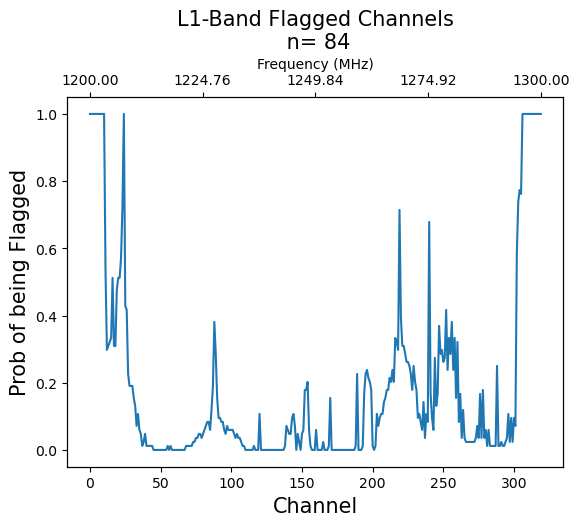 L1-Band Flagged Channels
n= 84
Frequency (MHz)
1200.00 1224.76 1249.84 1274.92 1300.00
1.0
0.8
0.6
0.4
0.2
0.0
Prob of being Flagged
0 50 100 150 200 250 300
Channel